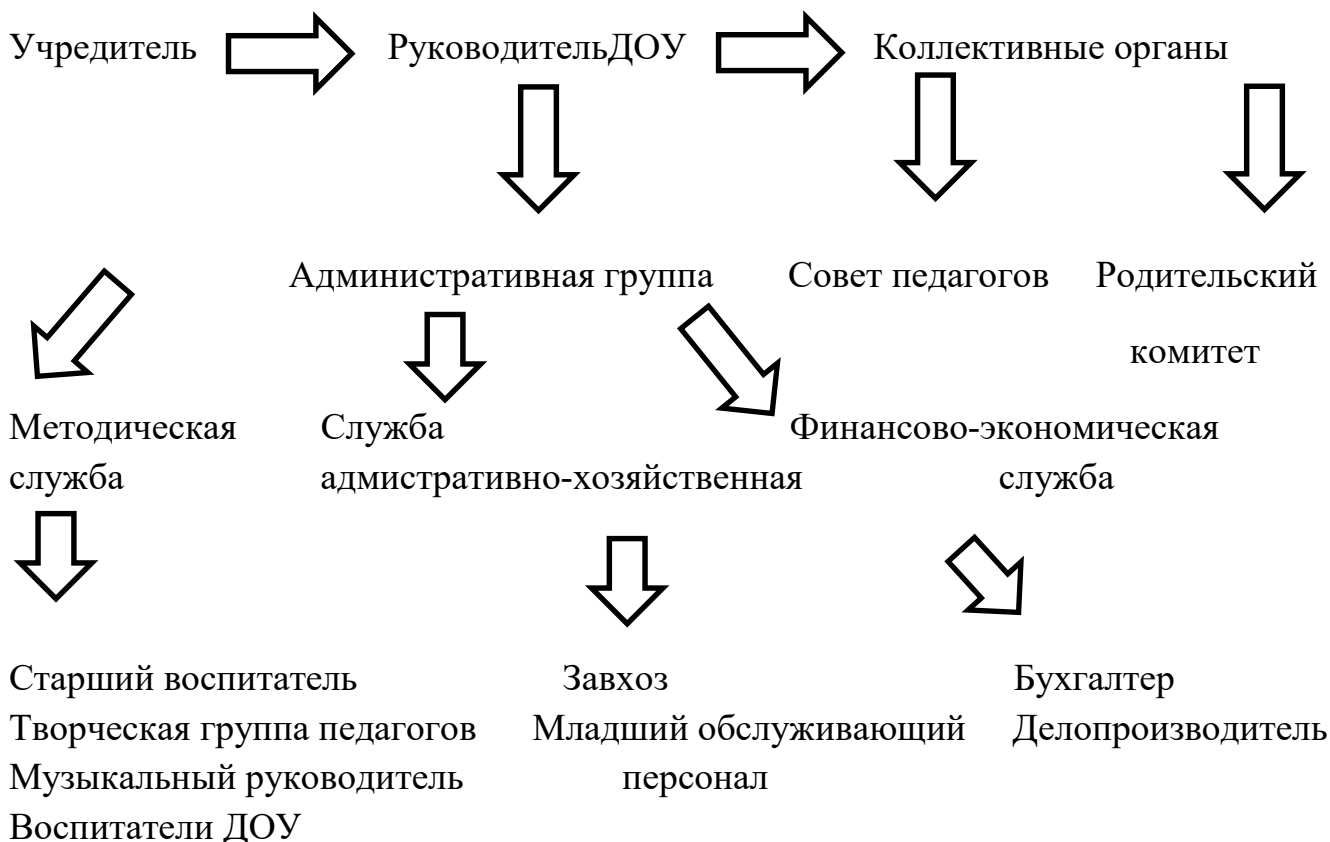 Учредитель РуководительДОУ Коллективные органы
Административная группа Совет педагогов Родительский
комитет
Методическая Служба Финансово-экономическая
служба адмистративно-хозяйственная служба
Старший воспитатель Завхоз Бухгалтер
Творческая группа педагогов Младший обслуживающий Делопроизводитель
Музыкальный руководитель персонал
Воспитатели ДОУ